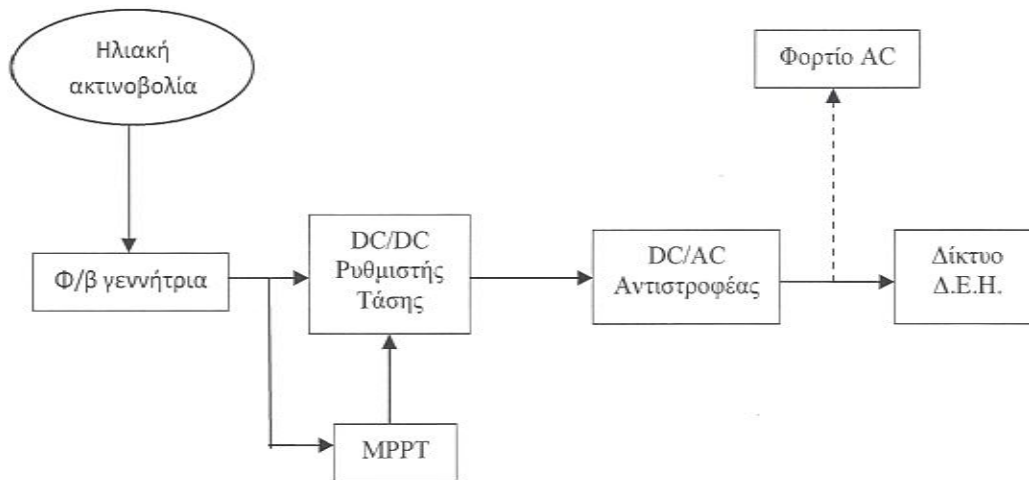 Ηλιακή
ακτινοβολία
Φορτίο AC
Φ/β γεννήτρια
DC/DC
Ρυθμιστής
Τάσης
DC/AC
Αντιστροφέας
Δίκτυο
Δ.Ε.Η.
MPPT